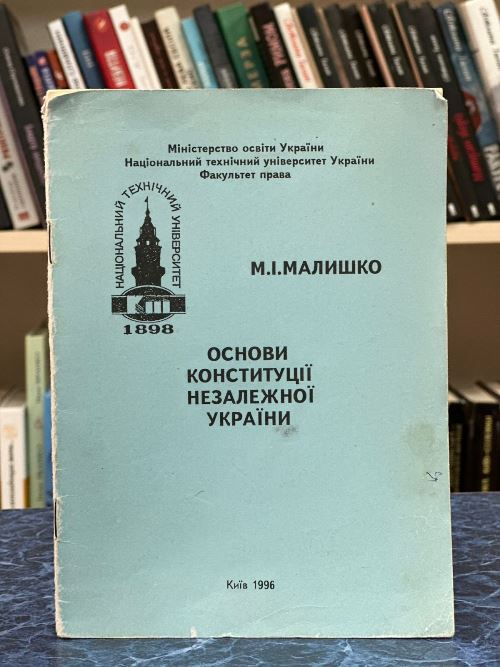 Міністерство освіти України
Національний технічний університет України
Факультет права
НАЦІОНАЛЬНИЙ ТЕХНІЧНИЙ УНІВЕРСИТЕТ
КПІ
1898
М.І.МАЛИШКО
ОСНОВИ
КОНСТИТУЦІЇ
НЕЗАЛЕЖНОЇ
УКРАЇНИ
Київ 1996